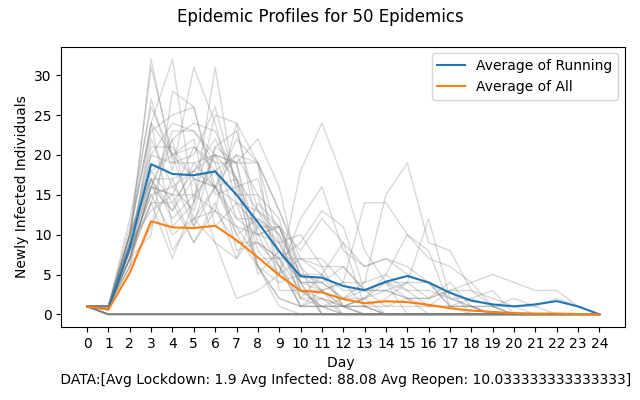 Epidemic Profiles for 50 Epidemics
Average of Running
Average of All
Newly Infected Individuals
30
25
20
15
10
5
0
0 1 2 3 4 5 6 7 8 9 10 11 12 13 14 15 16 17 18 19 20 21 22 23 24
Day
DATA:[Avg Lockdown: 1.9 Avg Infected: 88.08 Avg Reopen: 10.033333333333333]